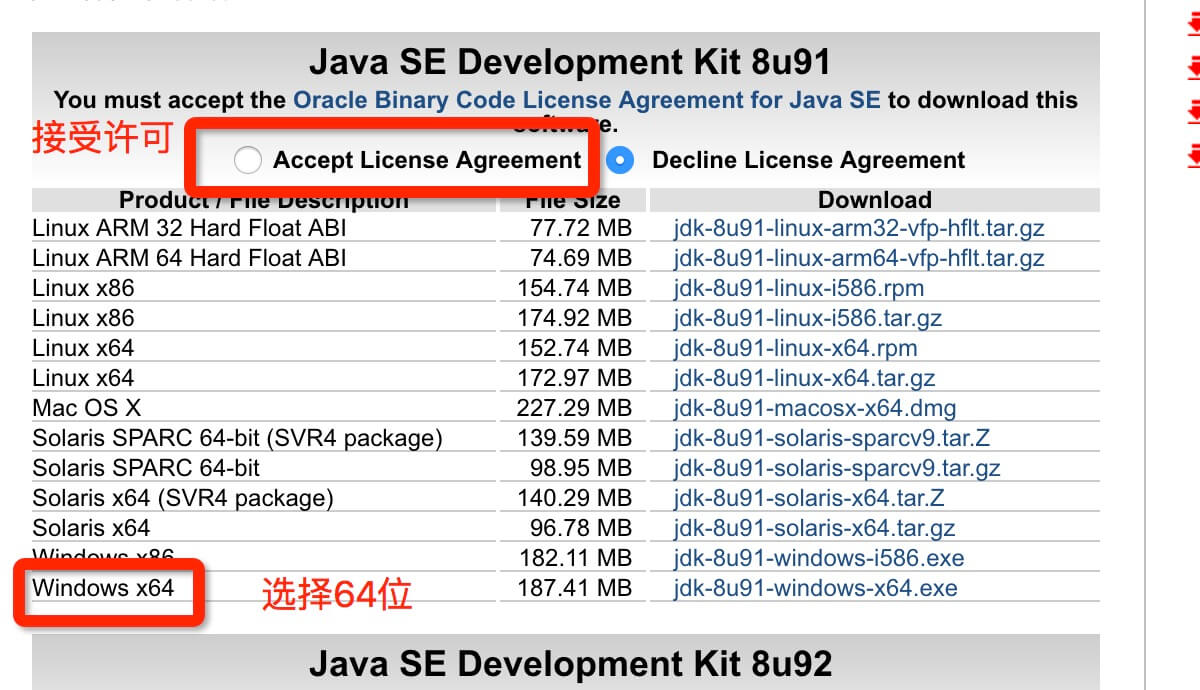 Java SE Development Kit 8u91
You must accept the Oracle Binary Code License Agreement for Java SE to download this
software.
接受许可
Accept License Agreement Decline License Agreement
Product / File Description File Size Download
Linux ARM 32 Hard Float ABI 77.72 MB jdk-8u91-linux-arm32-vfp-hflt.tar.gz
Linux ARM 64 Hard Float ABI 74.69 MB jdk-8u91-linux-arm64-vfp-hflt.tar.gz
Linux x86 154.74 MB jdk-8u91-linux-i586.rpm
Linux x86 174.92 MB jdk-8u91-linux-i586.tar.gz
Linux x64 152.74 MB jdk-8u91-linux-x64.rpm
Linux x64 172.97 MB jdk-8u91-linux-x64.tar.gz
Mac OS X 227.29 MB jdk-8u91-macosx-x64.dmg
Solaris SPARC 64-bit (SVR4 package) 139.59 MB jdk-8u91-solaris-sparcv9.tar.Z
Solaris SPARC 64-bit 98.95 MB jdk-8u91-solaris-sparcv9.tar.gz
Solaris x64 (SVR4 package) 140.29 MB jdk-8u91-solaris-x64.tar.Z
Solaris x64 96.78 MB jdk-8u91-solaris-x64.tar.gz
Windows x86 182.11 MB jdk-8u91-windows-i586.exe
Windows x64 选择64位 187.41 MB jdk-8u91-windows-x64.exe
Java SE Development Kit 8u92